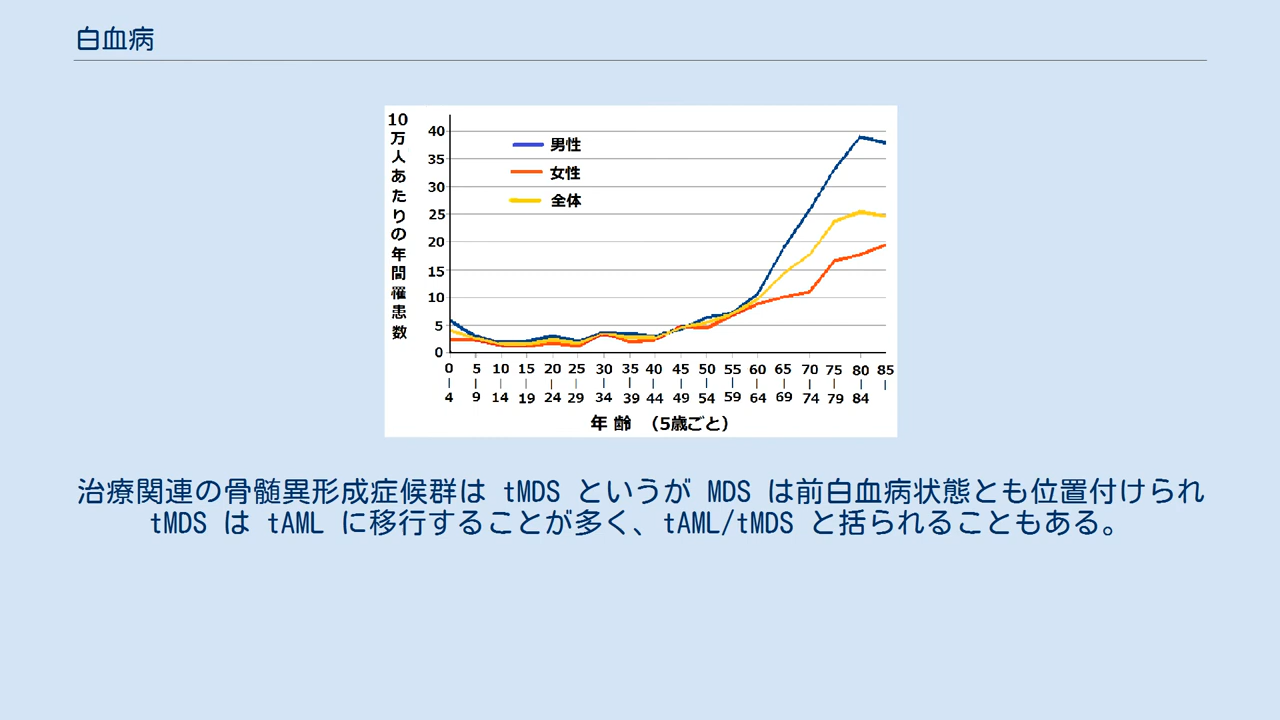 白血病
10万人あたりの年間罹患数
40
35
30
25
20
15
10
5
0
男性
女性
全体
0 5 10 15 20 25 30 35 40 45 50 55 60 65 70 75 80 85
| | | | | | | | | | | | | | | | | |
4 9 14 19 24 29 34 39 44 49 54 59 64 69 74 79 84
年齢 (5歳ごと)
治療関連の骨髄異形成症候群は tMDS というが MDS は前白血病状態とも位置付けられ
tMDS は tAML に移行することが多く、tAML/tMDS と括られることもある。